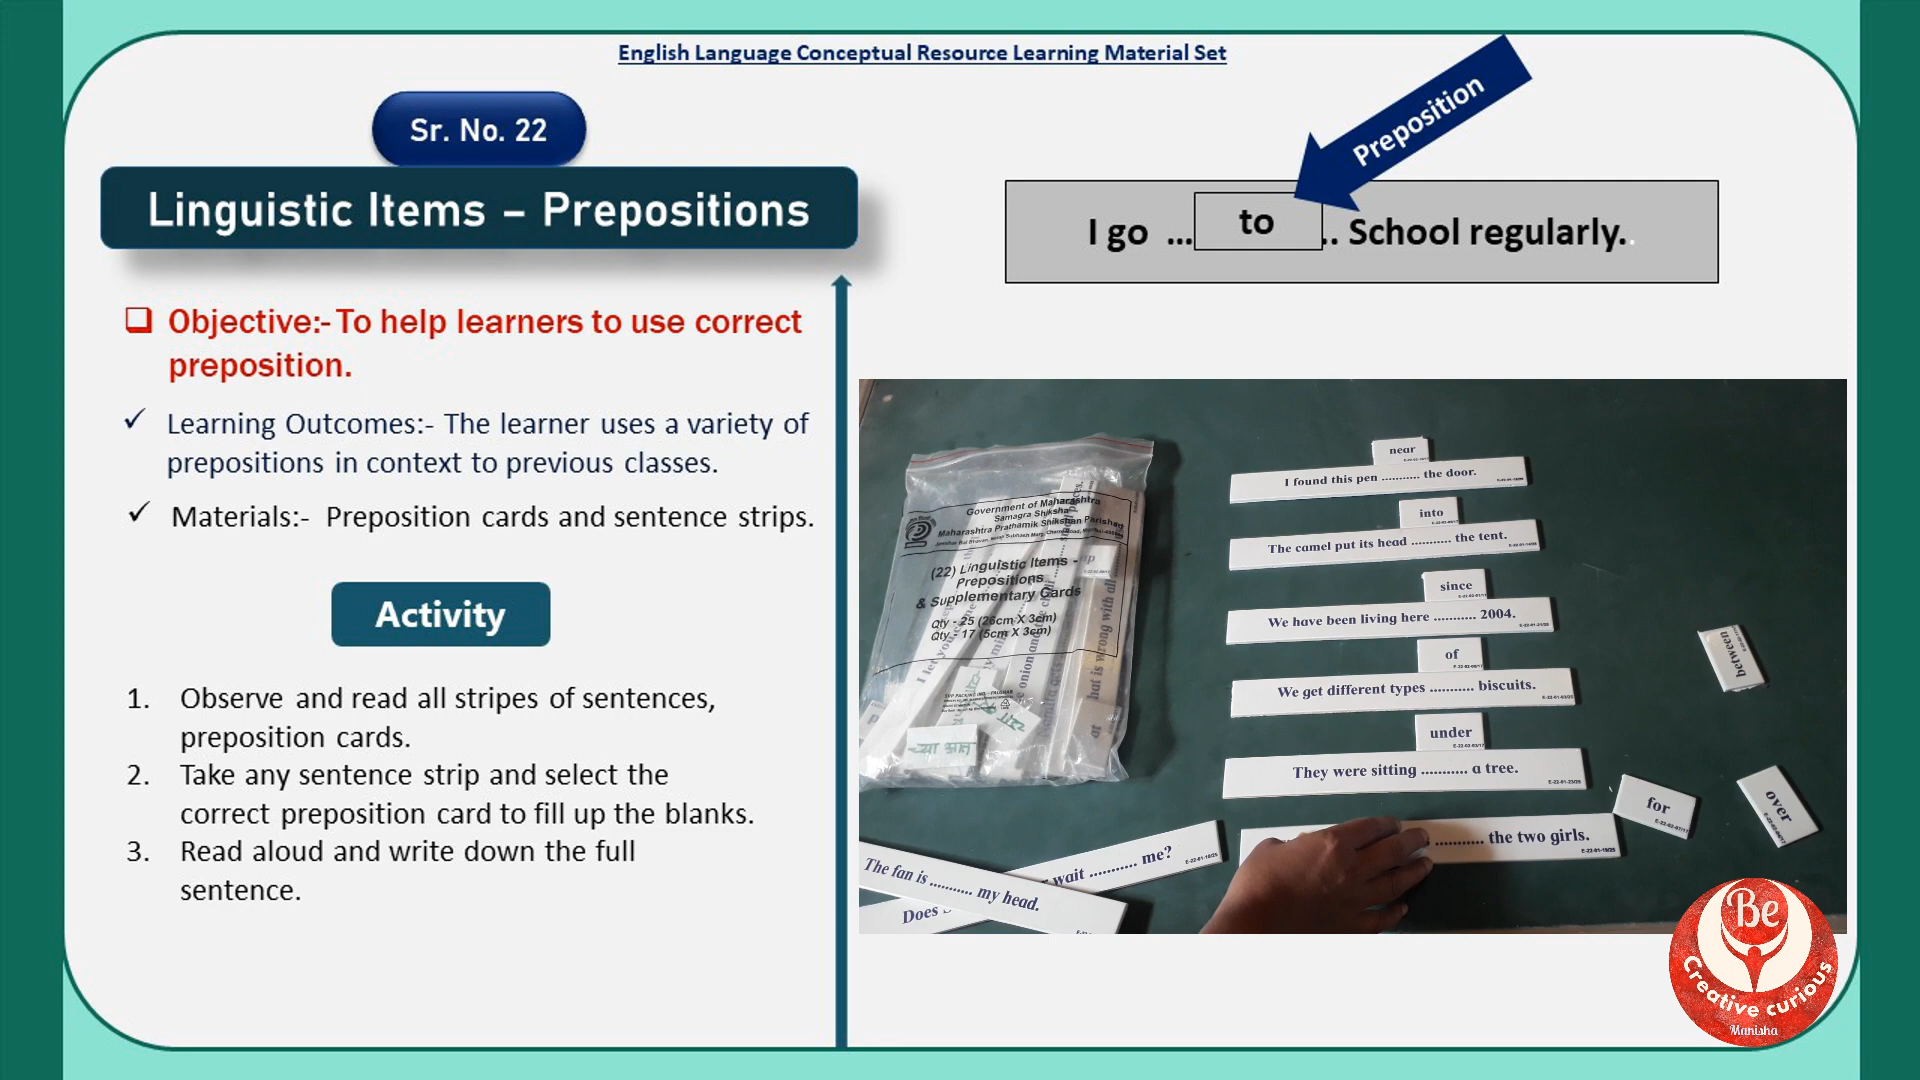 English Language Conceptual Resource Learning Material Set
Sr. No. 22
Linguistic Items – Prepositions
Objective:- To help learners to use correct
preposition.
Learning Outcomes:- The learner uses a variety of
prepositions in context to previous classes.
Materials:- Preposition cards and sentence strips.
Activity
1. Observe and read all stripes of sentences,
preposition cards.
2. Take any sentence strip and select the
correct preposition card to fill up the blanks.
3. Read aloud and write down the full
sentence.
Preposition
I go ... to .. School regularly..
Government of Maharashtra
Samagra Shiksha
Maharashtra Prathamik Shikshan Parishad
(22) Linguistic Items -
Prepositions
& Supplementary Cards
Qty - 25 (26cm X 3cm)
Qty - 17 (5cm X 3cm)
near
I found this pen ........... the door.
into
The camel put its head ........... the tent.
since
We have been living here ........... 2004.
of
We get different types ........... biscuits.
under
They were sitting ........... a tree.
........... the two girls.
between
for
over
wait ........... me?
The fan is ........... my head.
Does
Be
Creative curious
Manisha